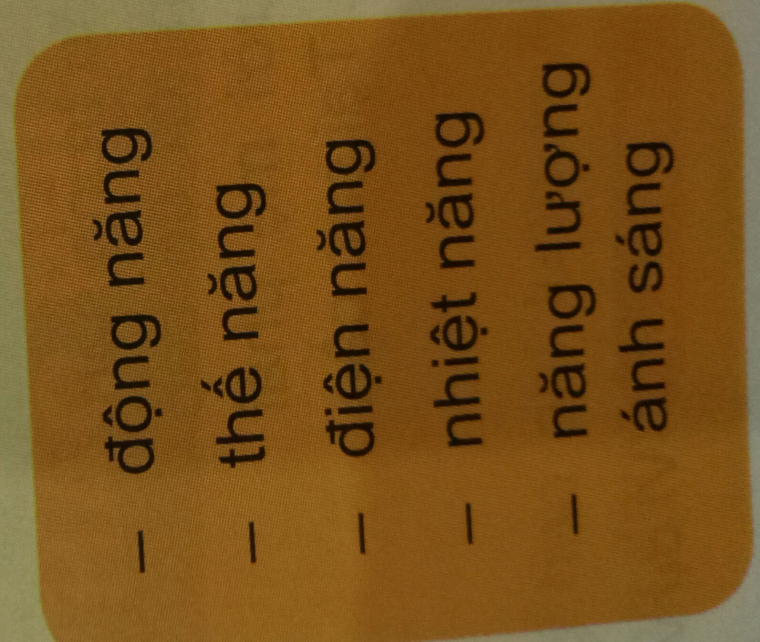 – động năng
– thế năng
– điện năng
– nhiệt năng
– năng lượng
ánh sáng